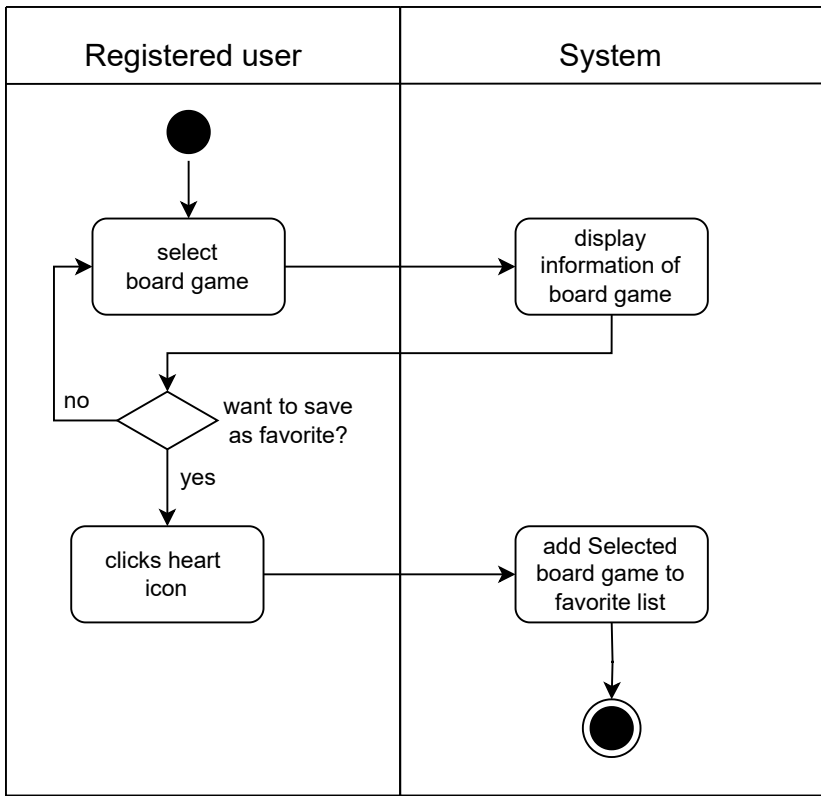 Registered user
System
select
board game
display
information of
board game
no
want to save
as favorite?
yes
clicks heart
icon
add Selected
board game to
favorite list